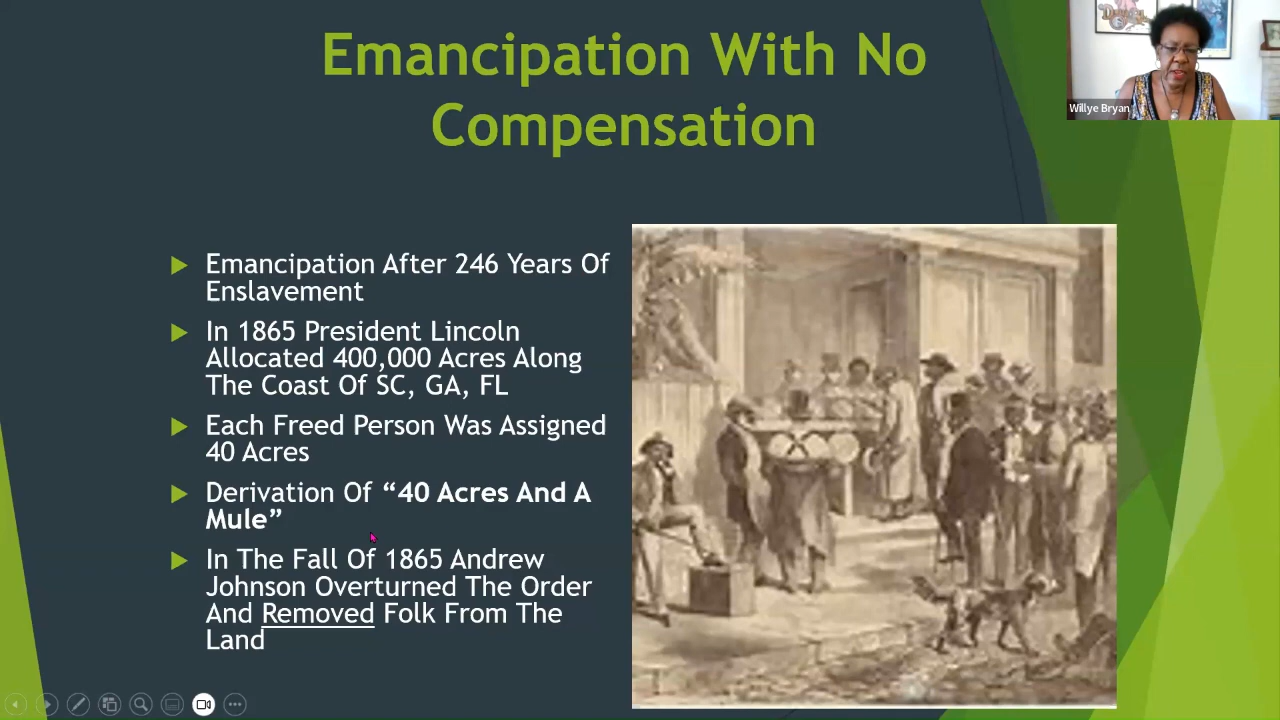 Emancipation With No
Compensation
Willye Bryan
Emancipation After 246 Years Of
Enslavement
In 1865 President Lincoln
Allocated 400,000 Acres Along
The Coast Of SC, GA, FL
Each Freed Person Was Assigned
40 Acres
Derivation Of “40 Acres And A
Mule”
In The Fall Of 1865 Andrew
Johnson Overturned The Order
And Removed Folk From The
Land